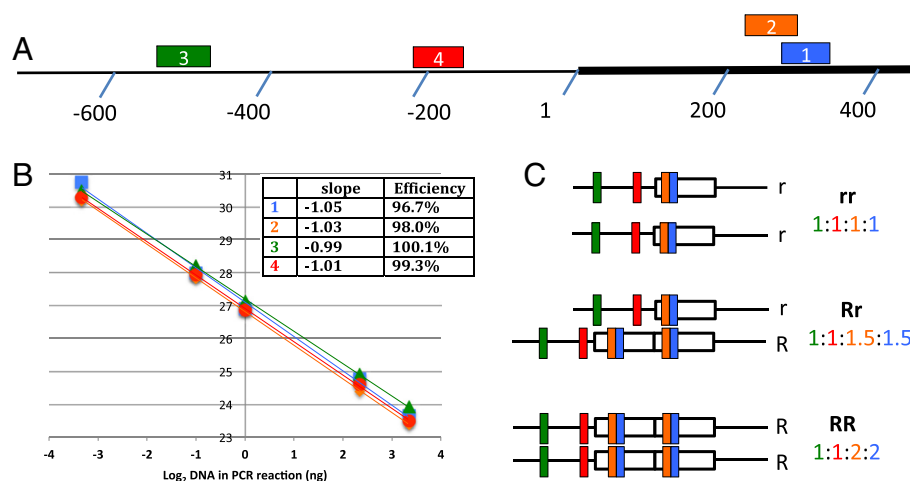 A
3
4
2
1
-600
-400
-200
1
200
400
B
31
30
29
28
27
26
25
24
23
-4
-3
-2
-1
0
1
2
3
4
Log2 DNA in PCR reaction (ng)
slope Efficiency
1 -1.05 96.7%
2 -1.03 98.0%
3 -0.99 100.1%
4 -1.01 99.3%
C
r
r
rr
1:1:1:1
r
R
Rr
1:1:1.5:1.5
R
R
RR
1:1:2:2